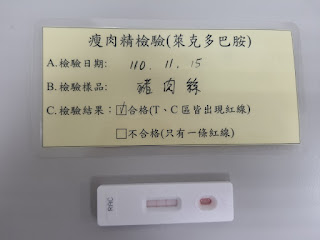 瘦肉精檢驗(萊克多巴胺)
A.檢驗日期: 110. 11. 15
B.檢驗樣品: 豬肉絲
C.檢驗結果:☑合格(T、C 區皆出現紅線)
☐不合格(只有一條紅線)
RAC